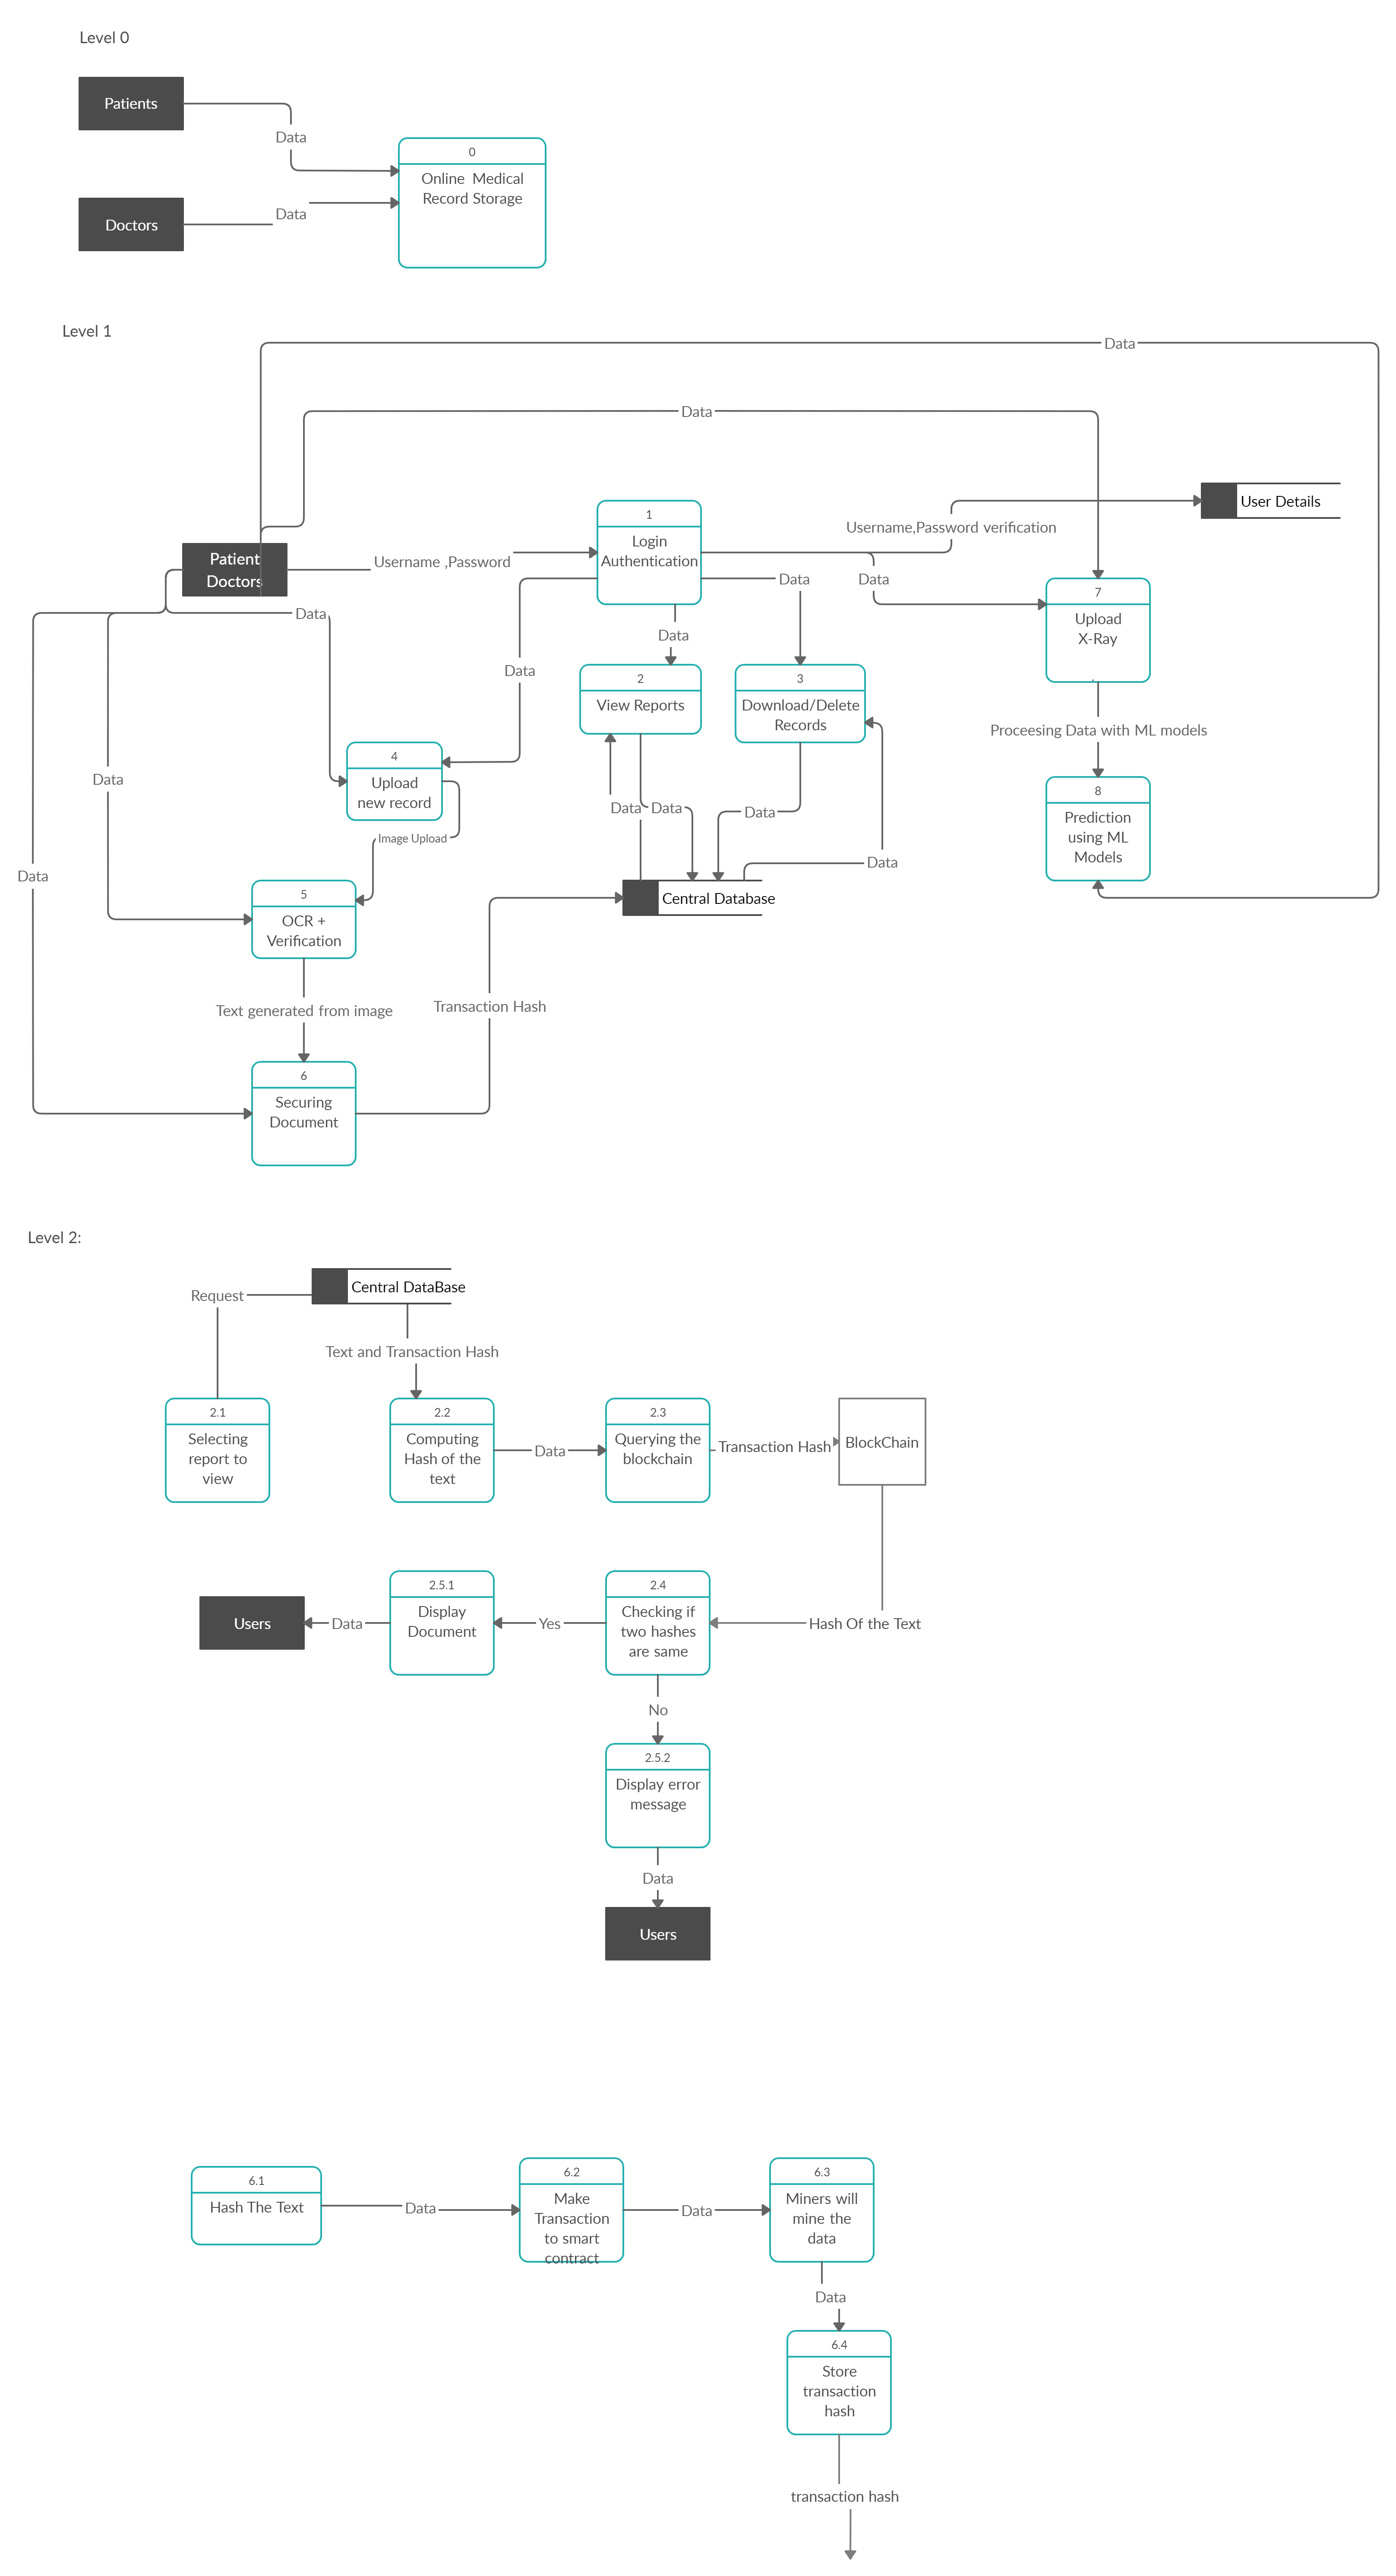 Level 0
Patients
Data
0
Online Medical
Record Storage
Doctors
Data
Level 1
Data
Data
User Details
1
Login
Authentication
Username,Password verification
Patient
Doctors
Username ,Password
Data
Data
7
Upload
X-Ray
Data
Data
Data
2
View Reports
3
Download/Delete
Records
Proceesing Data with ML models
4
Upload
new record
Data
8
Prediction
using ML
Models
Data
Data
Data
Image Upload
Data
Data
5
OCR +
Verification
Central Database
Text generated from image
Transaction Hash
6
Securing
Document
Level 2:
Central DataBase
Request
Text and Transaction Hash
2.1
Selecting
report to
view
2.2
Computing
Hash of the
text
Data
2.3
Querying the
blockchain
Transaction Hash
BlockChain
Users
Data
2.5.1
Display
Document
Yes
2.4
Checking if
two hashes
are same
Hash Of the Text
No
2.5.2
Display error
message
Data
Users
6.1
Hash The Text
Data
6.2
Make
Transaction
to smart
contract
Data
6.3
Miners will
mine the
data
Data
6.4
Store
transaction
hash
transaction hash